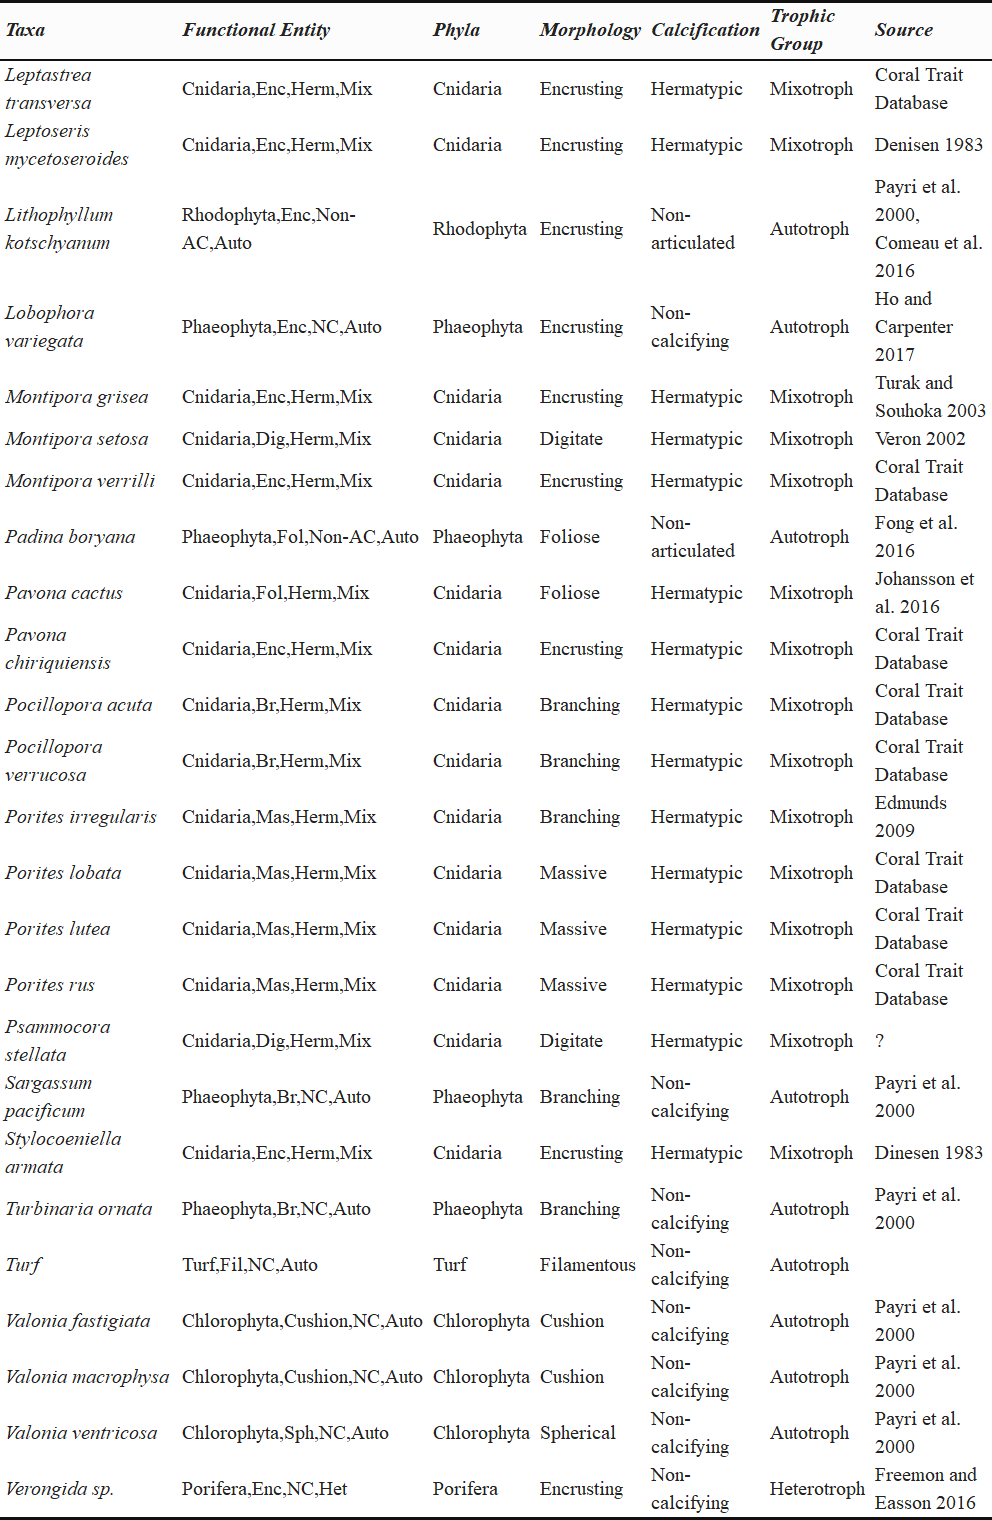 Taxa Functional Entity Phyla Morphology Calcification Trophic Group Source
Leptastrea transversa Cnidaria,Enc,Herm,Mix Cnidaria Encrusting Hermatypic Mixotroph Coral Trait Database
Leptoseris mycetoseroides Cnidaria,Enc,Herm,Mix Cnidaria Encrusting Hermatypic Mixotroph Denisen 1983
Lithophyllum kotschyanum Rhodophyta,Enc,Non-AC,Auto Rhodophyta Encrusting Non-articulated Autotroph Payri et al. 2000, Comeau et al. 2016
Lobophora variegata Phaeophyta,Enc,NC,Auto Phaeophyta Encrusting Non-calcifying Autotroph Ho and Carpenter 2017
Montipora grisea Cnidaria,Enc,Herm,Mix Cnidaria Encrusting Hermatypic Mixotroph Turak and Souhoka 2003
Montipora setosa Cnidaria,Dig,Herm,Mix Cnidaria Digitate Hermatypic Mixotroph Veron 2002
Montipora verrilli Cnidaria,Enc,Herm,Mix Cnidaria Encrusting Hermatypic Mixotroph Coral Trait Database
Padina boryana Phaeophyta,Fol,Non-AC,Auto Phaeophyta Foliose Non-articulated Autotroph Fong et al. 2016
Pavona cactus Cnidaria,Fol,Herm,Mix Cnidaria Foliose Hermatypic Mixotroph Johansson et al. 2016
Pavona chiriquiensis Cnidaria,Enc,Herm,Mix Cnidaria Encrusting Hermatypic Mixotroph Coral Trait Database
Pocillopora acuta Cnidaria,Br,Herm,Mix Cnidaria Branching Hermatypic Mixotroph Coral Trait Database
Pocillopora verrucosa Cnidaria,Br,Herm,Mix Cnidaria Branching Hermatypic Mixotroph Coral Trait Database
Porites irregularis Cnidaria,Mas,Herm,Mix Cnidaria Branching Hermatypic Mixotroph Edmunds 2009
Porites lobata Cnidaria,Mas,Herm,Mix Cnidaria Massive Hermatypic Mixotroph Coral Trait Database
Porites lutea Cnidaria,Mas,Herm,Mix Cnidaria Massive Hermatypic Mixotroph Coral Trait Database
Porites rus Cnidaria,Mas,Herm,Mix Cnidaria Massive Hermatypic Mixotroph Coral Trait Database
Psammocora stellata Cnidaria,Dig,Herm,Mix Cnidaria Digitate Hermatypic Mixotroph ?
Sargassum pacificum Phaeophyta,Br,NC,Auto Phaeophyta Branching Non-calcifying Autotroph Payri et al. 2000
Stylocoeniella armata Cnidaria,Enc,Herm,Mix Cnidaria Encrusting Hermatypic Mixotroph Dinesen 1983
Turbinaria ornata Phaeophyta,Br,NC,Auto Phaeophyta Branching Non-calcifying Autotroph Payri et al. 2000
Turf Turf,Fil,NC,Auto Turf Filamentous Non-calcifying Autotroph
Valonia fastigiata Chlorophyta,Cushion,NC,Auto Chlorophyta Cushion Non-calcifying Autotroph Payri et al. 2000
Valonia macrophysa Chlorophyta,Cushion,NC,Auto Chlorophyta Cushion Non-calcifying Autotroph Payri et al. 2000
Valonia ventricosa Chlorophyta,Sph,NC,Auto Chlorophyta Spherical Non-calcifying Autotroph Payri et al. 2000
Verongida sp. Porifera,Enc,NC,Het Porifera Encrusting Non-calcifying Heterotroph Freemon and Easson 2016